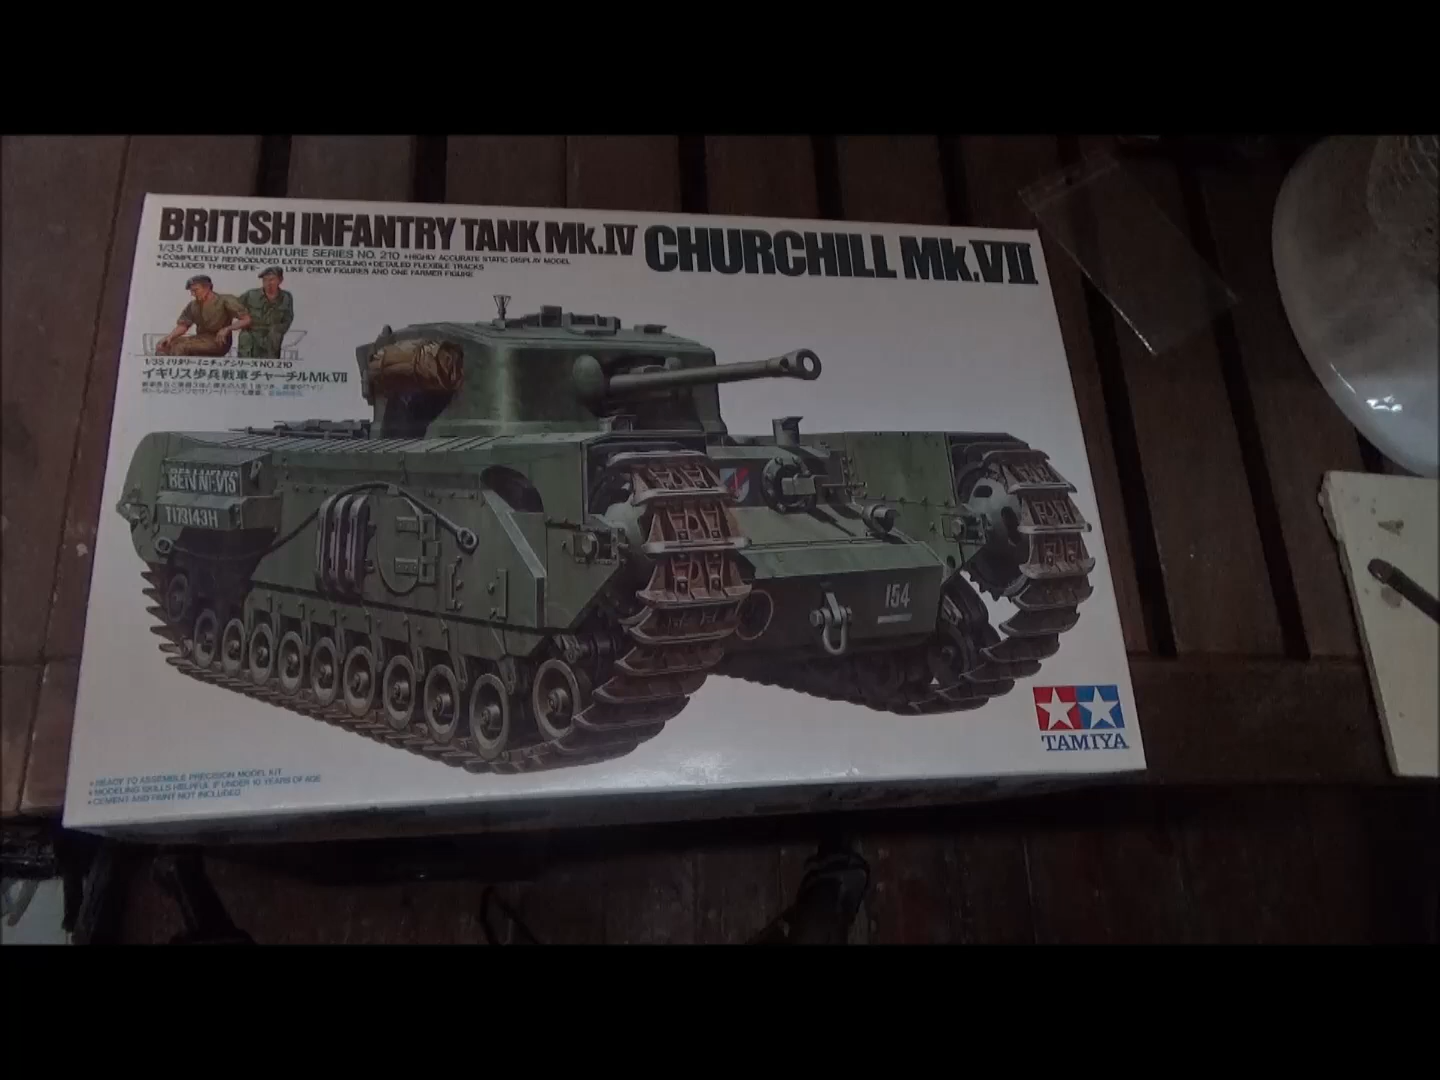 BRITISH INFANTRY TANK Mk.IV CHURCHILL Mk.VII
1/35 MILITARY MINIATURE SERIES NO. 210 •HIGHLY ACCURATE STATIC DISPLAY MODEL
•COMPLETELY REPRODUCED EXTERIOR DETAILING •DETAILED FLEXIBLE TRACKS
•INCLUDES THREE LIFE-LIKE CREW FIGURES AND ONE FARMER FIGURE
1/35 ミリタリーミニチュアシリーズ NO.210
イギリス歩兵戦車 チャーチルMk.VII
BEN NEVIS
T173143H
154
TAMIYA
•READY TO ASSEMBLE PRECISION MODEL KIT
•MODELING SKILLS HELPFUL IF UNDER 10 YEARS OF AGE
•CEMENT AND PAINT NOT INCLUDED